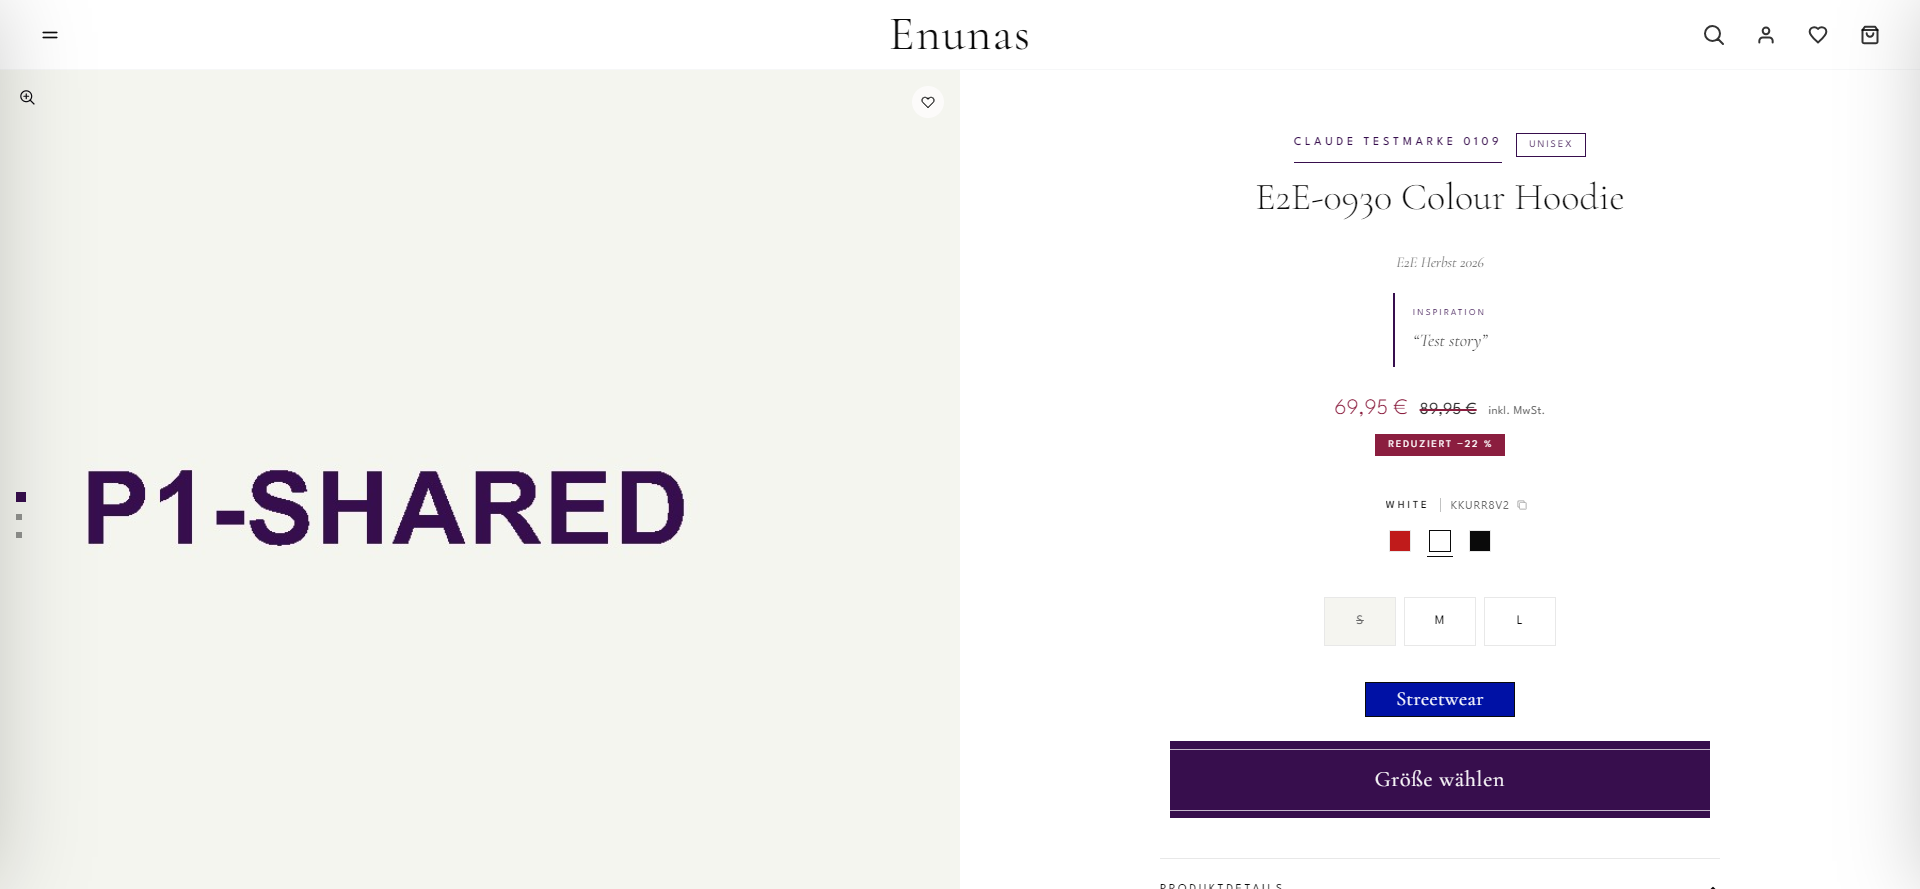 Enunas
CLAUDE TESTMARKE 0109 UNISEX
E2E-0930 Colour Hoodie
E2E Herbst 2026
INSPIRATION
“Test story”
69,95 € 89,95 € inkl. MwSt.
REDUZIERT −22 %
P1-SHARED
WHITE KKURR8V2
S M L
Streetwear
Größe wählen
PRODUKTDETAILS